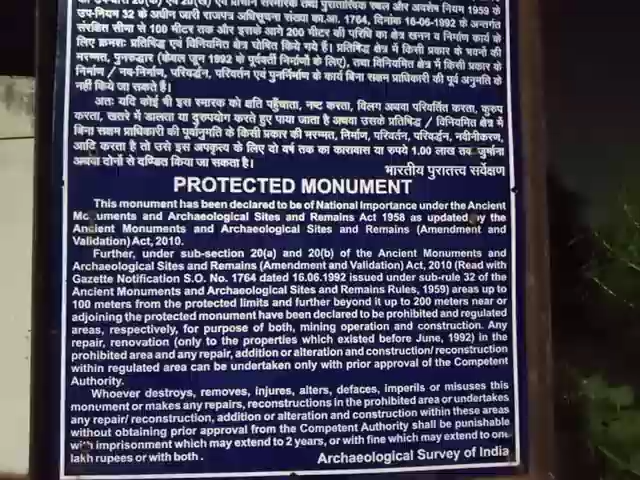 उप-नियम 32 के अधीन जारी राजपत्र अधिसूचना संख्या का.आ. 1764, दिनांक 16-06-1992 के अन्तर्गत
संरक्षित सीमा से 100 मीटर तक और इसके आगे 200 मीटर की परिधि का क्षेत्र खनन व निर्माण कार्य के
लिए क्रमशः प्रतिषिद्ध एवं विनियमित क्षेत्र घोषित किये गये हैं। प्रतिषिद्ध क्षेत्र में किसी प्रकार के भवनों की
मरम्मत, पुनरुद्धार (केवल जून 1992 के पूर्ववर्ती निर्माणों के लिए), तथा विनियमित क्षेत्र में किसी प्रकार के
निर्माण / नव-निर्माण, परिवर्द्धन, परिवर्तन एवं पुनर्निर्माण के कार्य बिना सक्षम प्राधिकारी की पूर्व अनुमति के
नहीं किये जा सकते हैं।
अतः यदि कोई भी इस स्मारक को क्षति पहुँचाता, नष्ट करता, विलग अथवा परिवर्तित करता, कुरूप
करता, खतरे में डालता या दुरुपयोग करते हुए पाया जाता है अथवा उसके प्रतिषिद्ध / विनियमित क्षेत्र में
बिना सक्षम प्राधिकारी की पूर्वानुमति के किसी प्रकार की मरम्मत, निर्माण, परिवर्तन, परिवर्द्धन, नवीनीकरण,
आदि करता है तो उसे इस अपकृत्य के लिए दो वर्ष तक का कारावास या रुपये 1.00 लाख तक जुर्माना
अथवा दोनों से दण्डित किया जा सकता है।
भारतीय पुरातत्त्व सर्वेक्षण
PROTECTED MONUMENT
This monument has been declared to be of National Importance under the Ancient
Monuments and Archaeological Sites and Remains Act 1958 as updated by the
Ancient Monuments and Archaeological Sites and Remains (Amendment and
Validation) Act, 2010.
Further, under sub-section 20(a) and 20(b) of the Ancient Monuments and
Archaeological Sites and Remains (Amendment and Validation) Act, 2010 (Read with
Gazette Notification S.O. No. 1764 dated 16.06.1992 issued under sub-rule 32 of the
Ancient Monuments and Archaeological Sites and Remains Rules, 1959) areas up to
100 meters from the protected limits and further beyond it up to 200 meters near or
adjoining the protected monument have been declared to be prohibited and regulated
areas, respectively, for purpose of both, mining operation and construction. Any
repair, renovation (only to the properties which existed before June, 1992) in the
prohibited area and any repair, addition or alteration and construction/ reconstruction
within regulated area can be undertaken only with prior approval of the Competent
Authority.
Whoever destroys, removes, injures, alters, defaces, imperils or misuses this
monument or makes any repairs, reconstructions in the prohibited area or undertakes
any repair/ reconstruction, addition or alteration and construction within these areas
without obtaining prior approval from the Competent Authority shall be punishable
with imprisonment which may extend to 2 years, or with fine which may extend to one
lakh rupees or with both.
Archaeological Survey of India